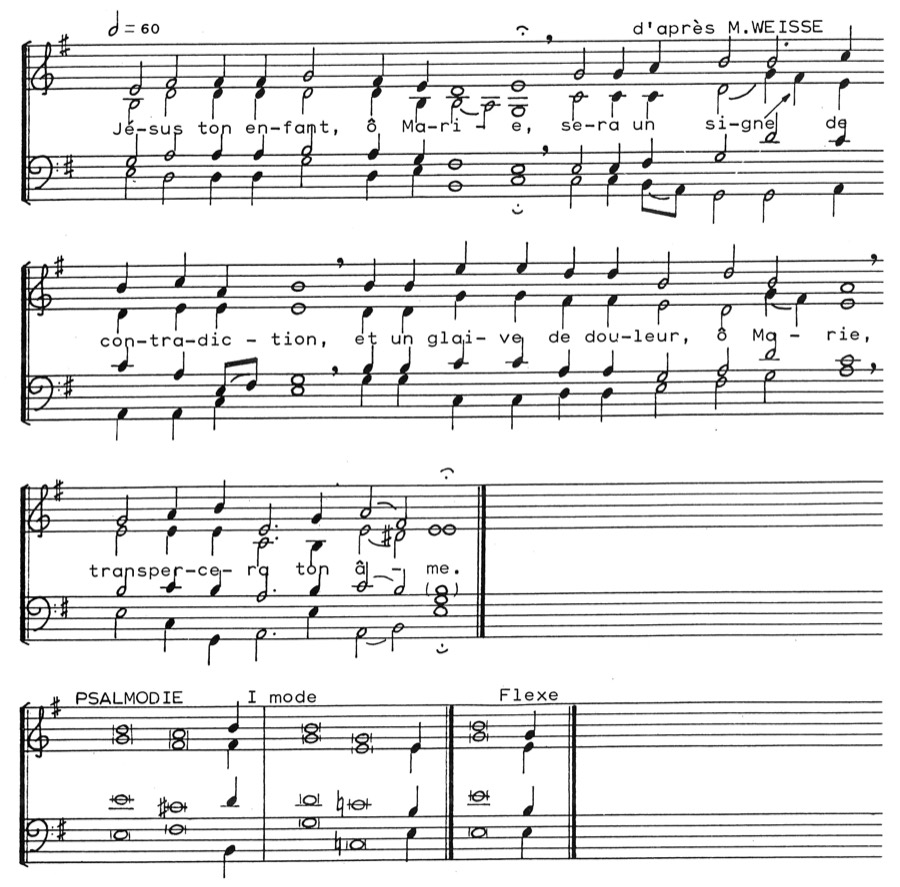 = 60 d'après M.WEISSE
Jé-sus ton en-fant, ô Ma-ri - e, se-ra un si-gne de
con-tra-dic - tion, et un glai- ve de dou-leur, ô Ma - rie,
transper-ce- ra ton â - me.
PSALMODIE I mode Flexe